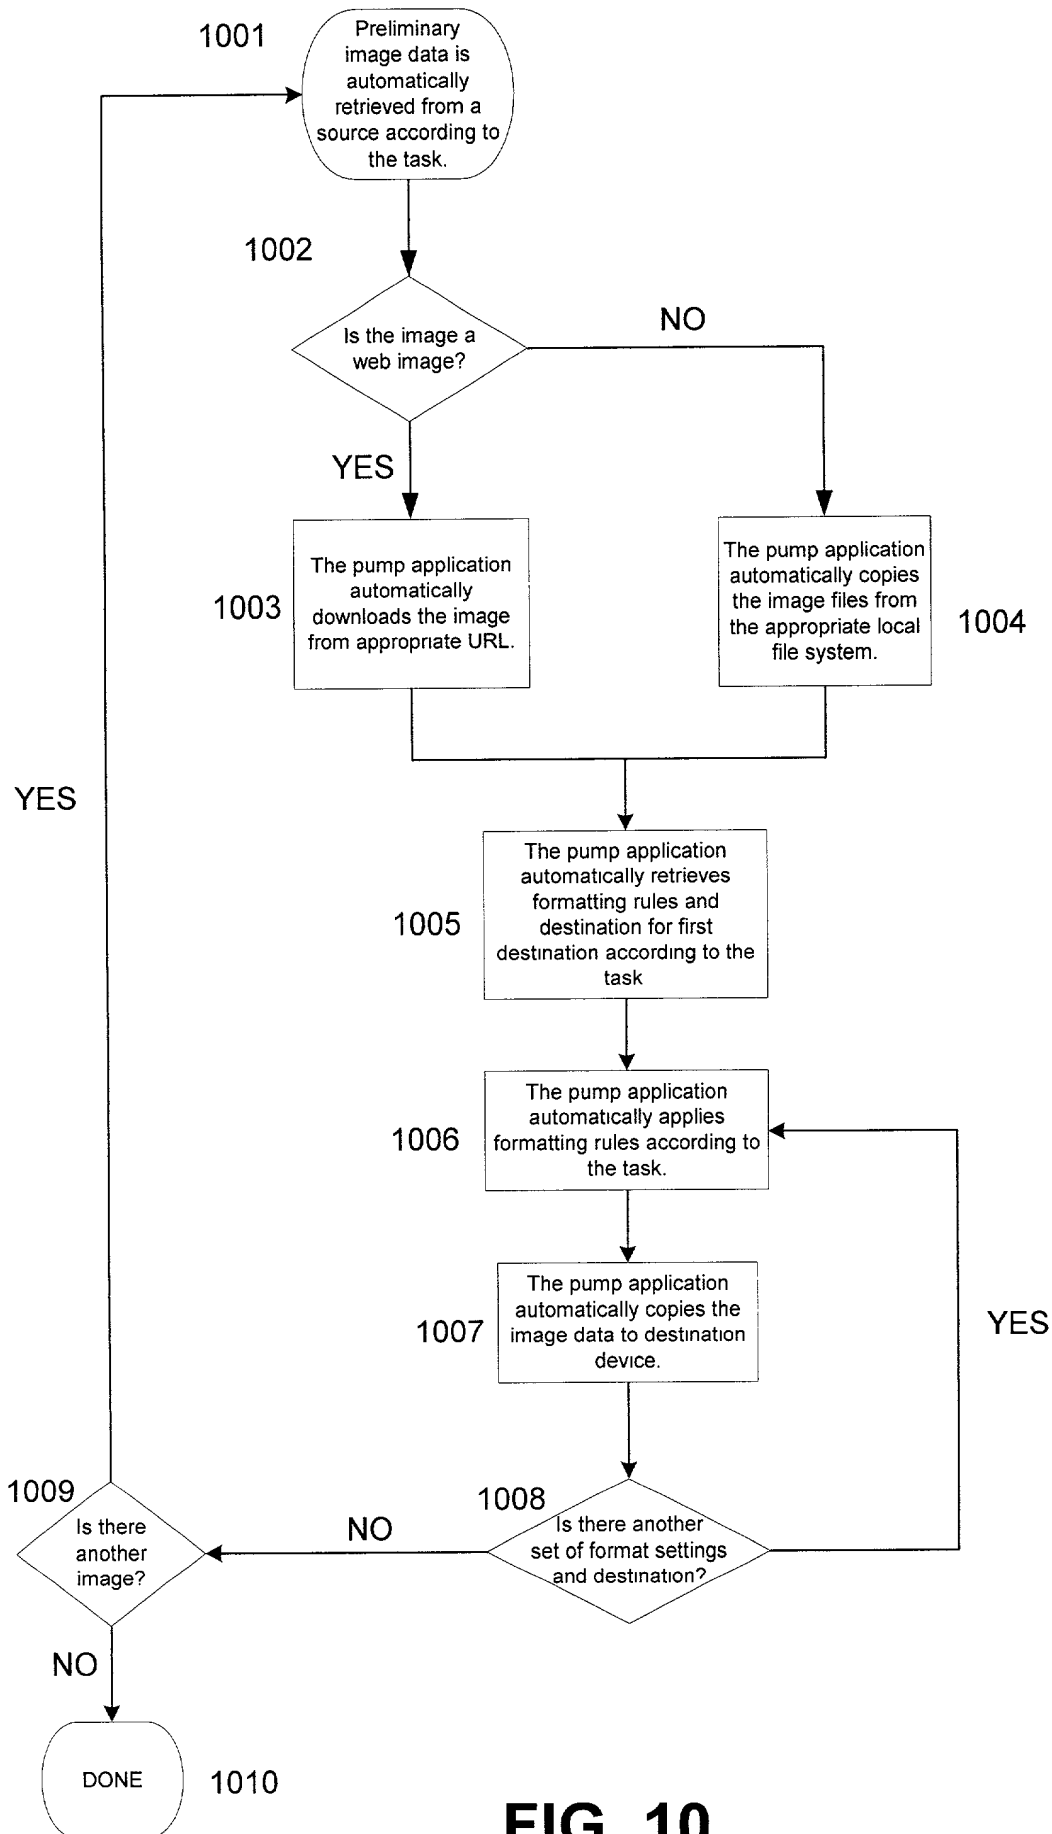 1001
Preliminary
image data is
automatically
retrieved from a
source according to
the task.
1002
Is the image a
web image?
NO
YES
1003
The pump application
automatically
downloads the image
from appropriate URL.
The pump application
automatically copies
the image files from
the appropriate local
file system.
1004
YES
1005
The pump application
automatically retrieves
formatting rules and
destination for first
destination according to the
task
1006
The pump application
automatically applies
formatting rules according to
the task.
1007
The pump application
automatically copies the
image data to destination
device.
YES
1008
Is there another
set of format settings
and destination?
NO
1009
Is there
another
image?
NO
DONE
1010
FIG. 10